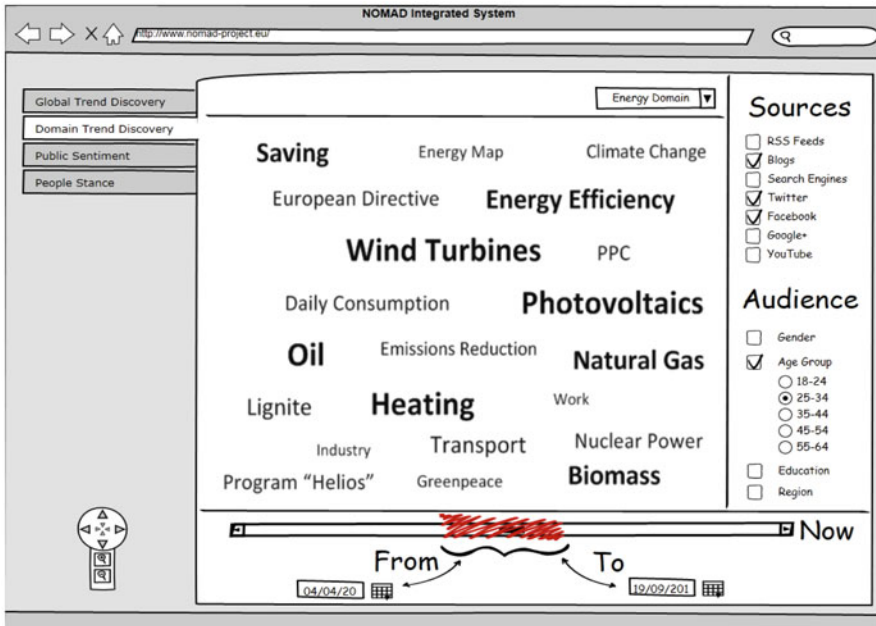 NOMAD Integrated System
http://www.nomad-project.eu/
Global Trend Discovery
Domain Trend Discovery
Public Sentiment
People Stance
Energy Domain
Saving Energy Map Climate Change
European Directive Energy Efficiency
Wind Turbines PPC
Daily Consumption Photovoltaics
Oil Emissions Reduction Natural Gas
Lignite Heating Work
Industry Transport Nuclear Power
Program “Helios” Greenpeace Biomass
Sources
RSS Feeds
Blogs
Search Engines
Twitter
Facebook
Google+
YouTube
Audience
Gender
Age Group
18-24
25-34
35-44
45-54
55-64
Education
Region
Now
From To
04/04/20 19/09/201